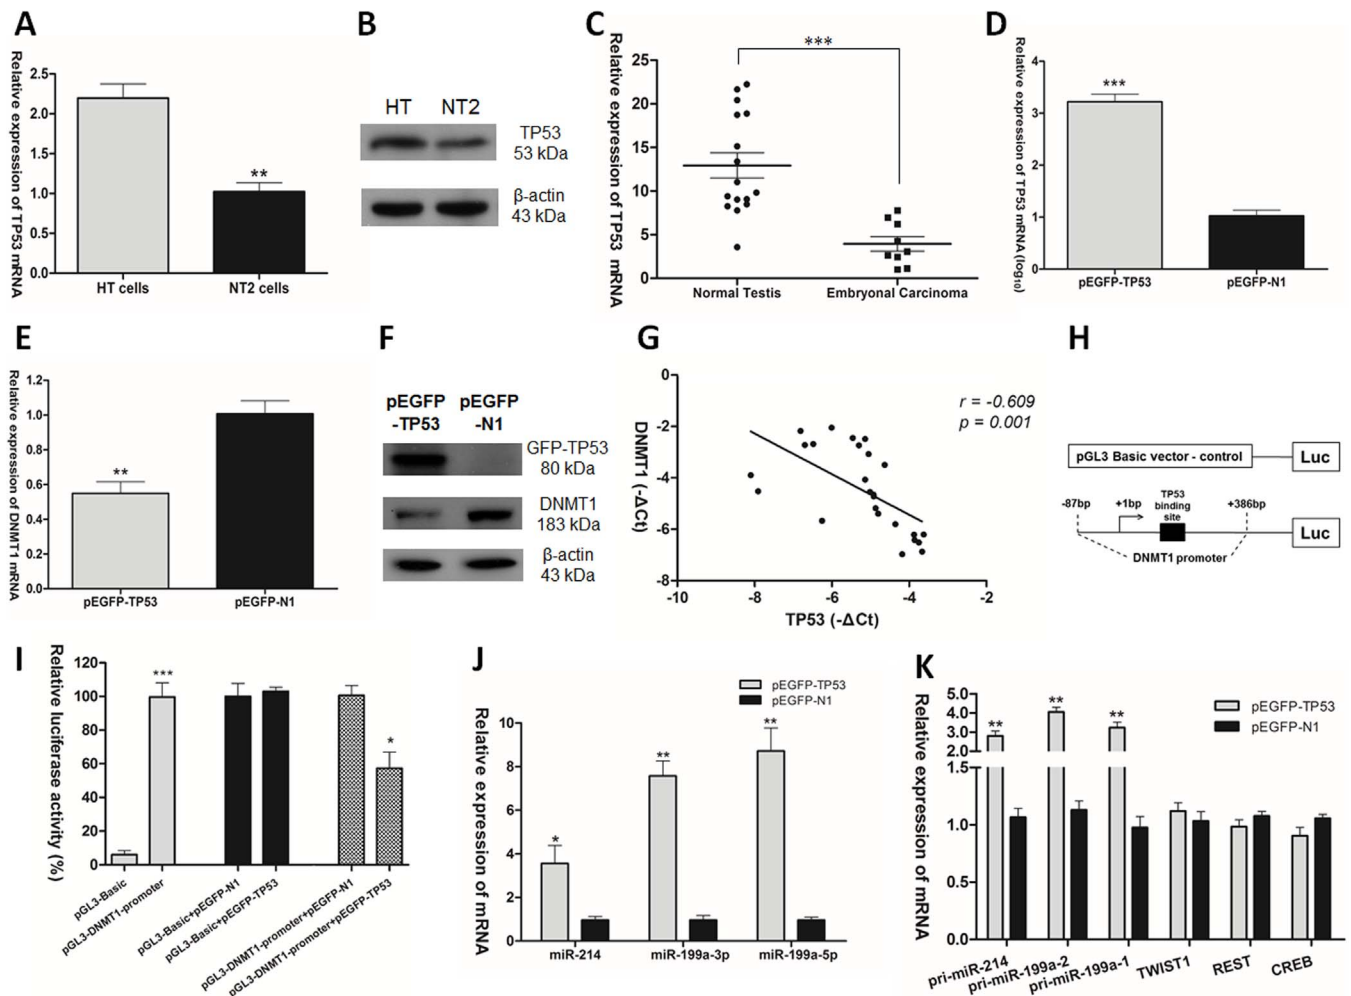 A
Relative expression of TP53 mRNA
2.5
2.0
1.5
1.0
0.5
0.0
**
HT cells
NT2 cells
B
HT
NT2
TP53
53 kDa
β-actin
43 kDa
C
Relative expression of TP53 mRNA
25
20
15
10
5
0
***
Normal Testis
Embryonal Carcinoma
D
Relative expression of TP53 mRNA (log10)
4
3
2
1
0
***
pEGFP-TP53
pEGFP-N1
E
Relative expression of DNMT1 mRNA
1.2
1.0
0.8
0.6
0.4
0.2
0.0
**
pEGFP-TP53
pEGFP-N1
F
pEGFP
-TP53
pEGFP
-N1
GFP-TP53
80 kDa
DNMT1
183 kDa
β-actin
43 kDa
G
DNMT1 (-ΔCt)
0
-2
-4
-6
-8
-10
-8
-6
-4
-2
TP53 (-ΔCt)
r = -0.609
p = 0.001
H
pGL3 Basic vector - control
Luc
-87bp
+1bp
TP53
binding
site
+386bp
Luc
DNMT1 promoter
I
Relative luciferase activity (%)
120
100
80
60
40
20
0
***
*
pGL3-Basic
pGL3-DNMT1-promoter
pGL3-Basic+pEGFP-N1
pGL3-Basic+pEGFP-TP53
pGL3-DNMT1-promoter+pEGFP-N1
pGL3-DNMT1-promoter+pEGFP-TP53
J
Relative expression of mRNA
pEGFP-TP53
pEGFP-N1
10
8
6
4
2
0
*
**
**
miR-214
miR-199a-3p
miR-199a-5p
K
Relative expression of mRNA
pEGFP-TP53
pEGFP-N1
5.0
4.0
3.0
2.0
1.5
1.0
0.5
0.0
**
**
**
pri-miR-214
pri-miR-199a-2
pri-miR-199a-1
TWIST1
REST
CREB